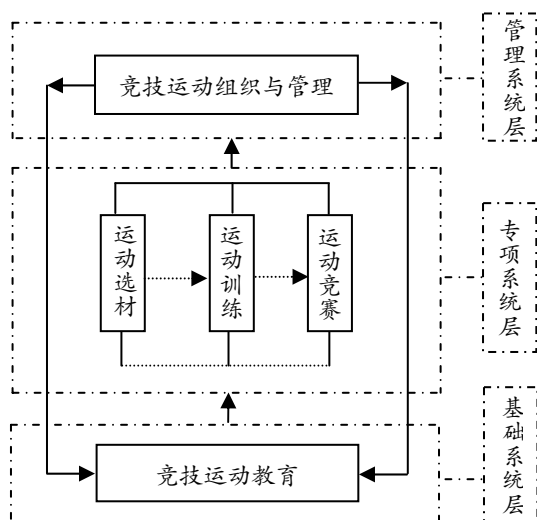 竞技运动组织与管理
管理系统层
运动选材
运动训练
运动竞赛
专项系统层
竞技运动教育
基础系统层